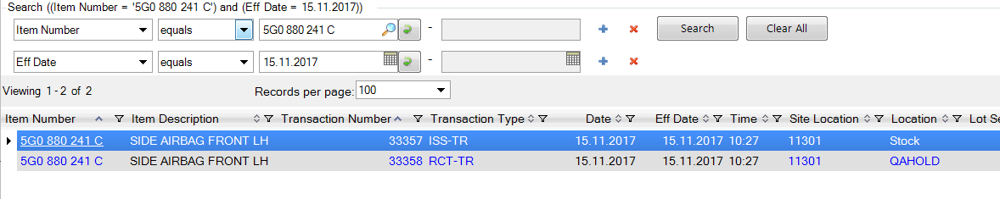 Search ((Item Number = '5G0 880 241 C') and (Eff Date = 15.11.2017))
Item Number equals 5G0 880 241 C - Search Clear All
Eff Date equals 15.11.2017 -
Viewing 1 - 2 of 2 Records per page: 100
Item Number Item Description Transaction Number Transaction Type Date Eff Date Time Site Location Location Lot Se
5G0 880 241 C SIDE AIRBAG FRONT LH 33357 ISS-TR 15.11.2017 15.11.2017 10:27 11301 Stock
5G0 880 241 C SIDE AIRBAG FRONT LH 33358 RCT-TR 15.11.2017 15.11.2017 10:27 11301 QAHOLD